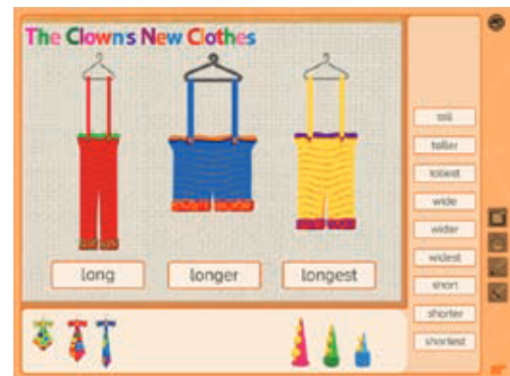 The Clown's New Clothes
long
longer
longest
tall
taller
tallest
wide
wider
widest
short
shorter
shortest